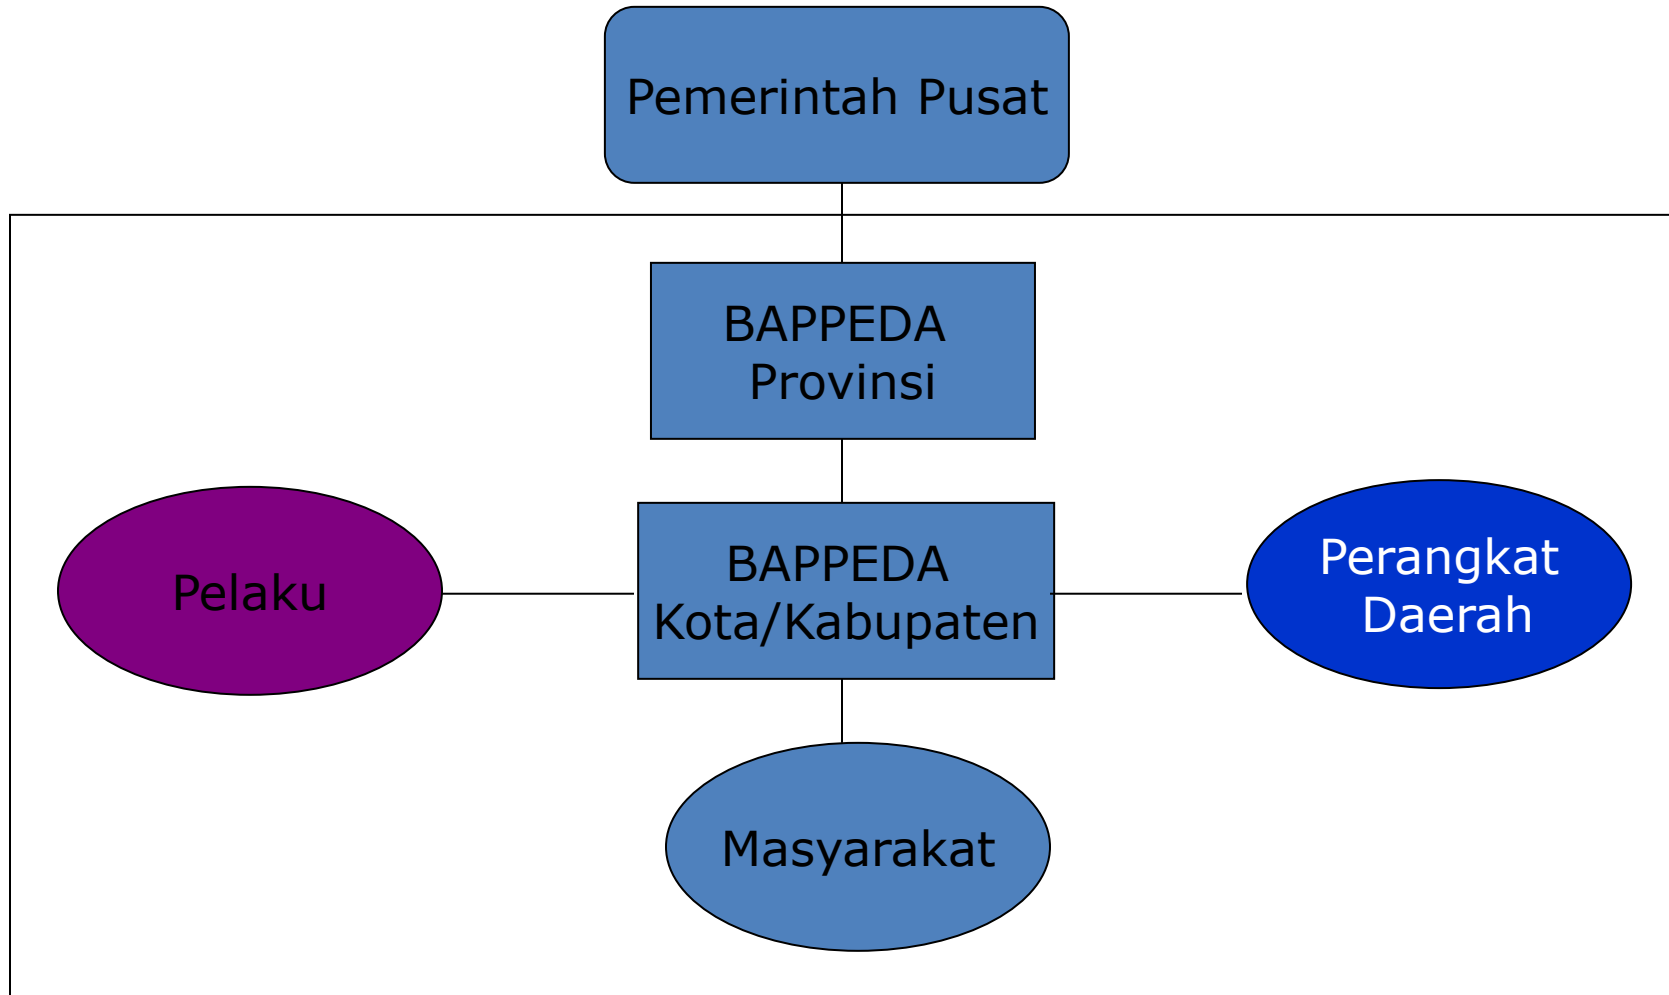 Pemerintah Pusat
BAPPEDA
Provinsi
Pelaku
BAPPEDA
Kota/Kabupaten
Perangkat
Daerah
Masyarakat